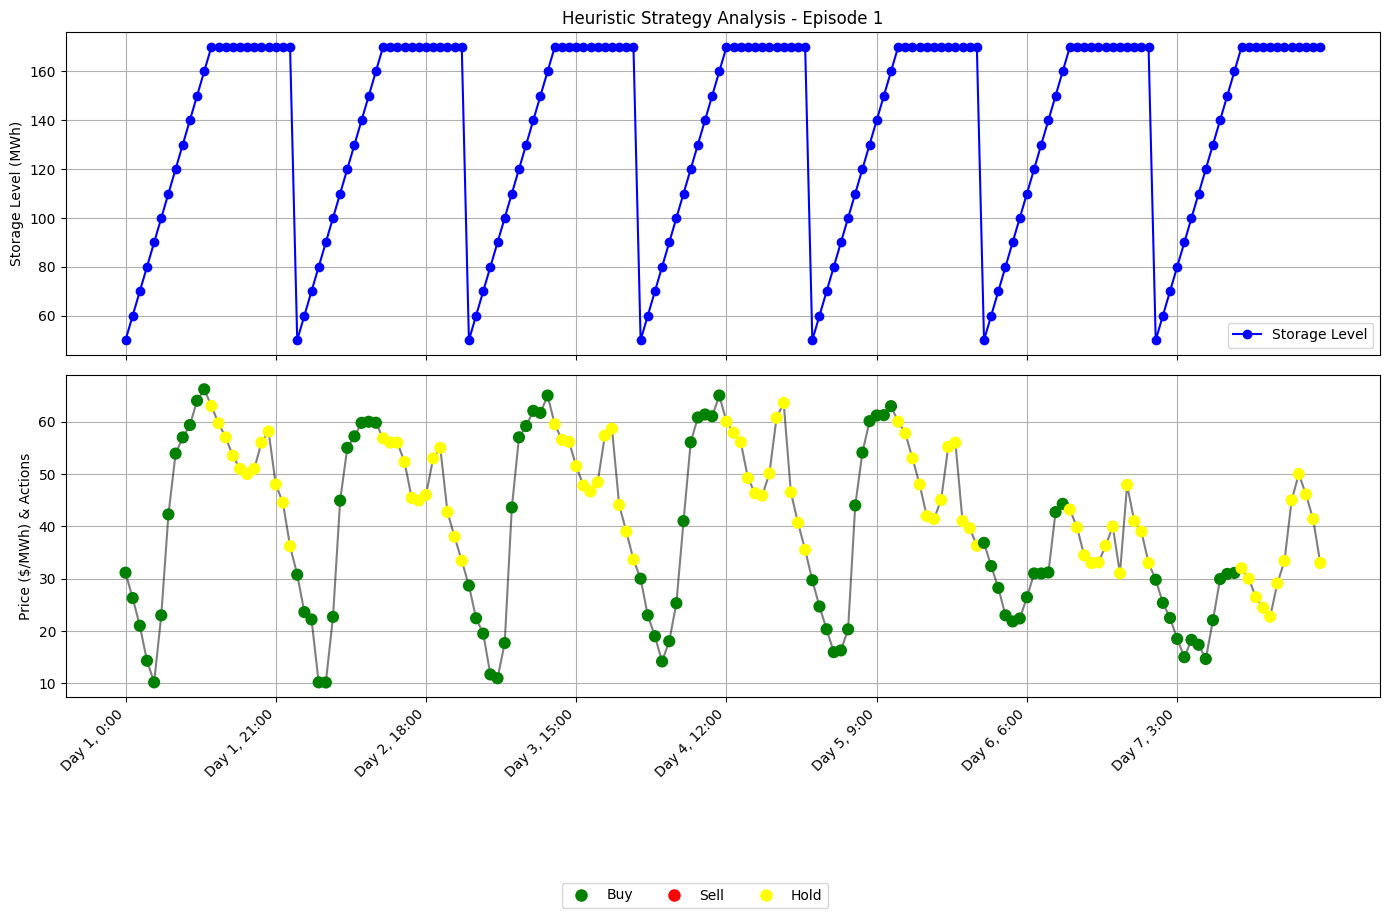 Heuristic Strategy Analysis - Episode 1
Storage Level (MWh)
160
140
120
100
80
60
Storage Level
Price ($/MWh) & Actions
60
50
40
30
20
10
Day 1, 0:00
Day 1, 21:00
Day 2, 18:00
Day 3, 15:00
Day 4, 12:00
Day 5, 9:00
Day 6, 6:00
Day 7, 3:00
Buy
Sell
Hold